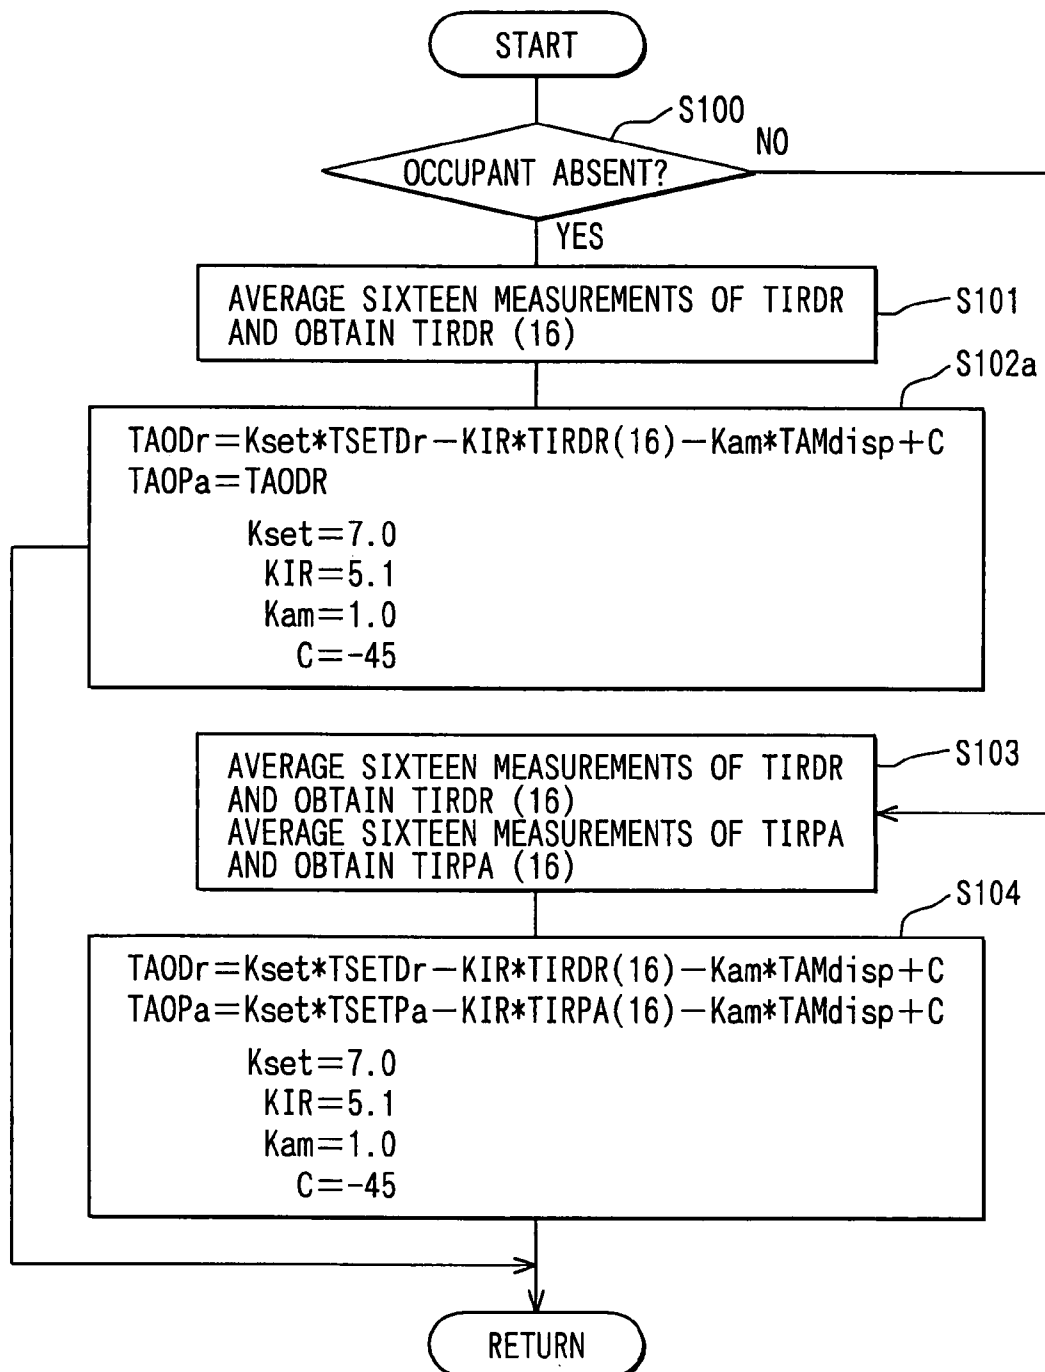 START
S100
NO
OCCUPANT ABSENT?
YES
AVERAGE SIXTEEN MEASUREMENTS OF TIRDR
AND OBTAIN TIRDR (16)
S101
S102a
TAODr=Kset*TSETDr-KIR*TIRDR(16)-Kam*TAMdisp+C
TAOPa=TAODR
Kset=7.0
KIR=5.1
Kam=1.0
C=-45
AVERAGE SIXTEEN MEASUREMENTS OF TIRDR
AND OBTAIN TIRDR (16)
AVERAGE SIXTEEN MEASUREMENTS OF TIRPA
AND OBTAIN TIRPA (16)
S103
S104
TAODr=Kset*TSETDr-KIR*TIRDR(16)-Kam*TAMdisp+C
TAOPa=Kset*TSETPa-KIR*TIRPA(16)-Kam*TAMdisp+C
Kset=7.0
KIR=5.1
Kam=1.0
C=-45
RETURN